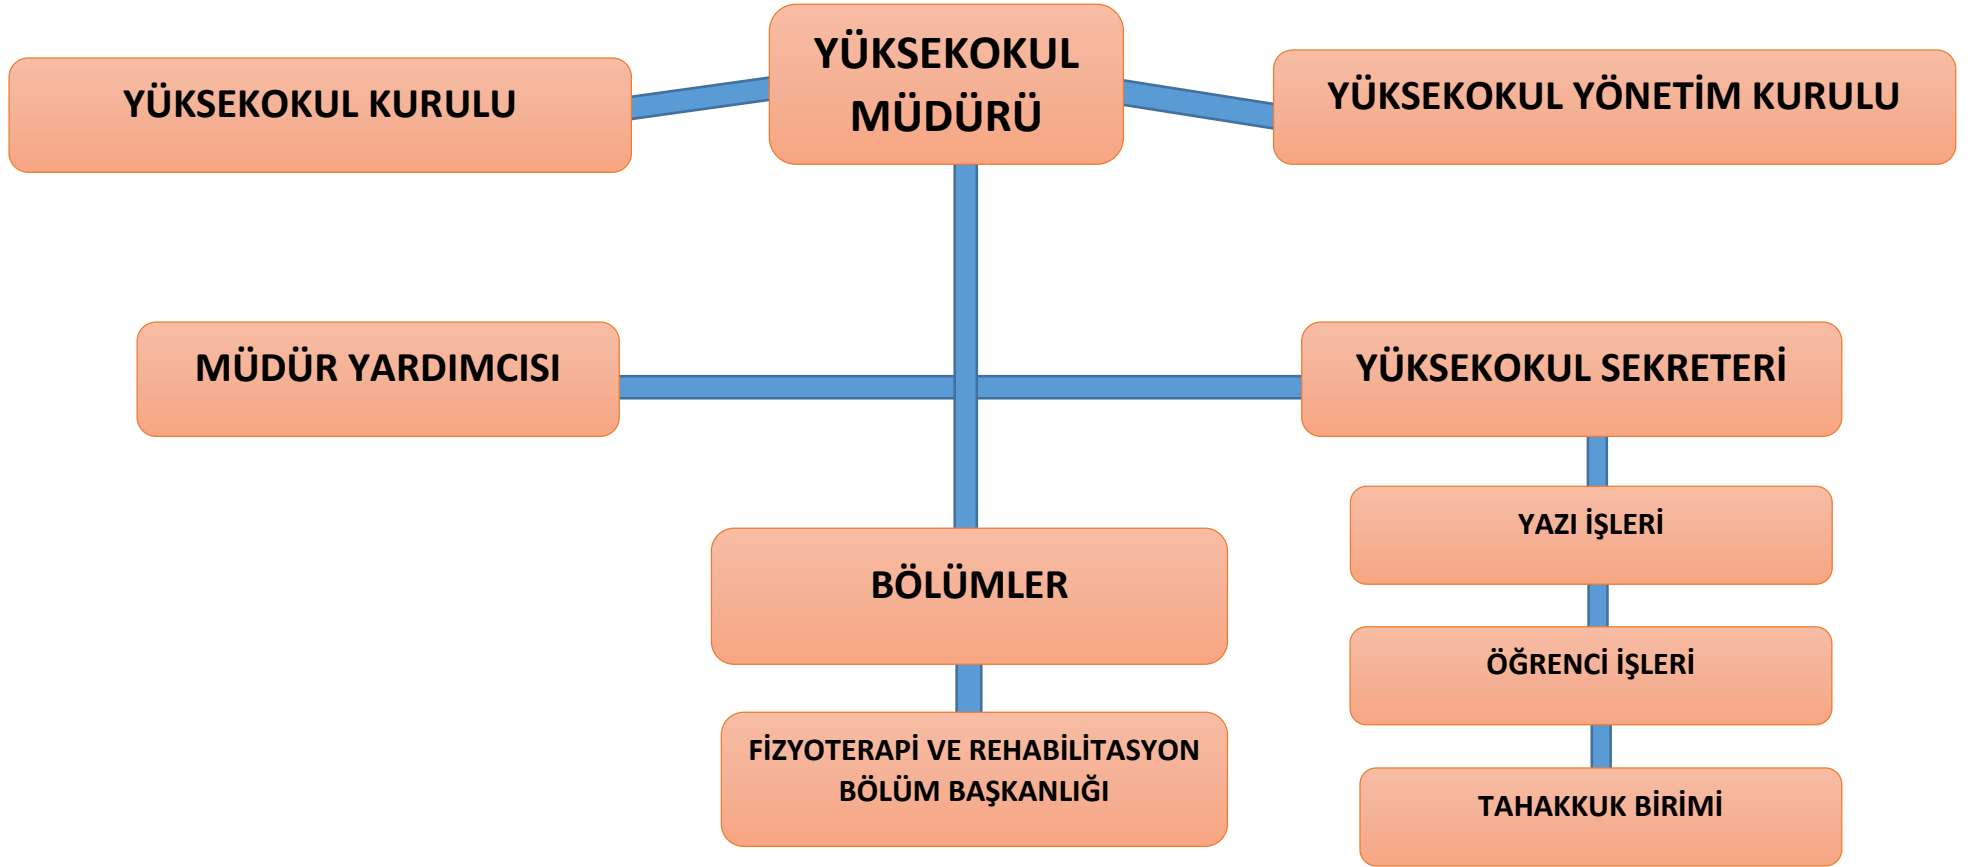 YÜKSEKOKUL KURULU
YÜKSEKOKUL
MÜDÜRÜ
YÜKSEKOKUL YÖNETİM KURULU
MÜDÜR YARDIMCISI
YÜKSEKOKUL SEKRETERİ
YAZI İŞLERİ
BÖLÜMLER
ÖĞRENCİ İŞLERİ
FİZYOTERAPİ VE REHABİLİTASYON
BÖLÜM BAŞKANLIĞI
TAHAKKUK BİRİMİ